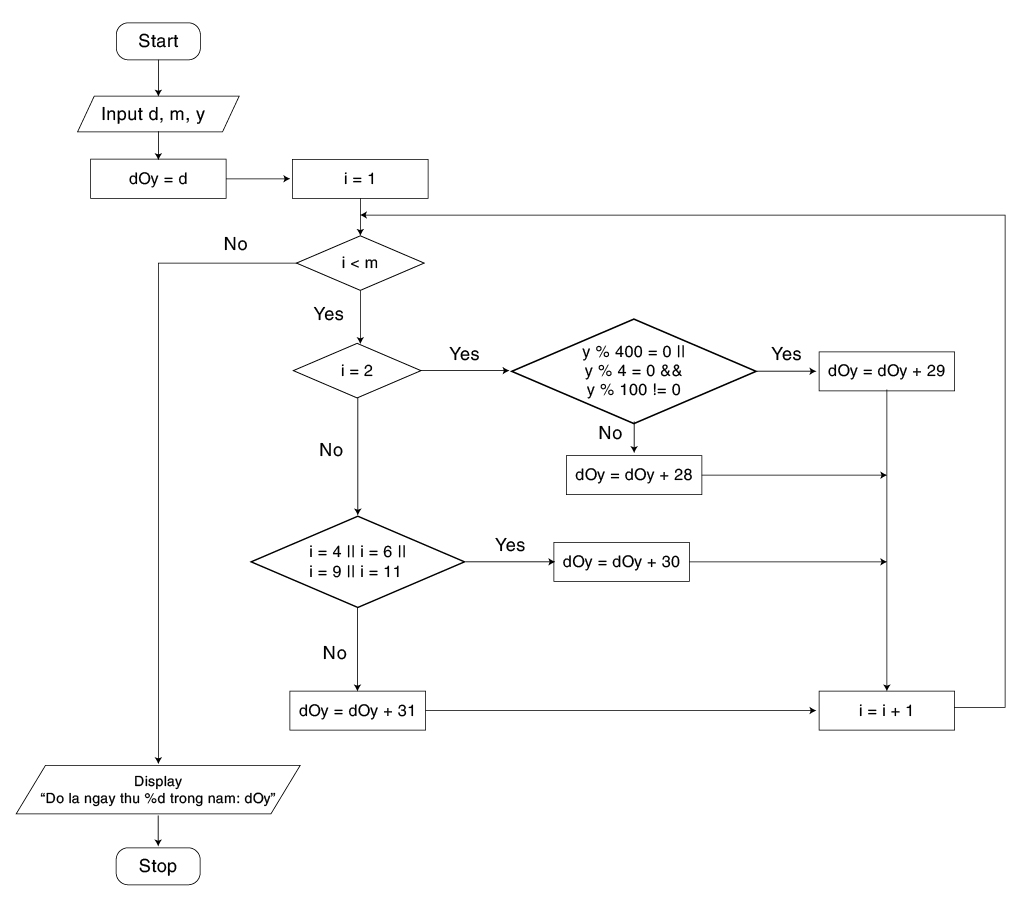 Start
Input d, m, y
dOy = d
i = 1
No
i < m
Yes
i = 2
Yes
y % 400 = 0 ||
y % 4 = 0 &&
y % 100 != 0
Yes
dOy = dOy + 29
No
No
dOy = dOy + 28
i = 4 || i = 6 ||
i = 9 || i = 11
Yes
dOy = dOy + 30
No
dOy = dOy + 31
i = i + 1
Display
“Do la ngay thu %d trong nam: dOy”
Stop